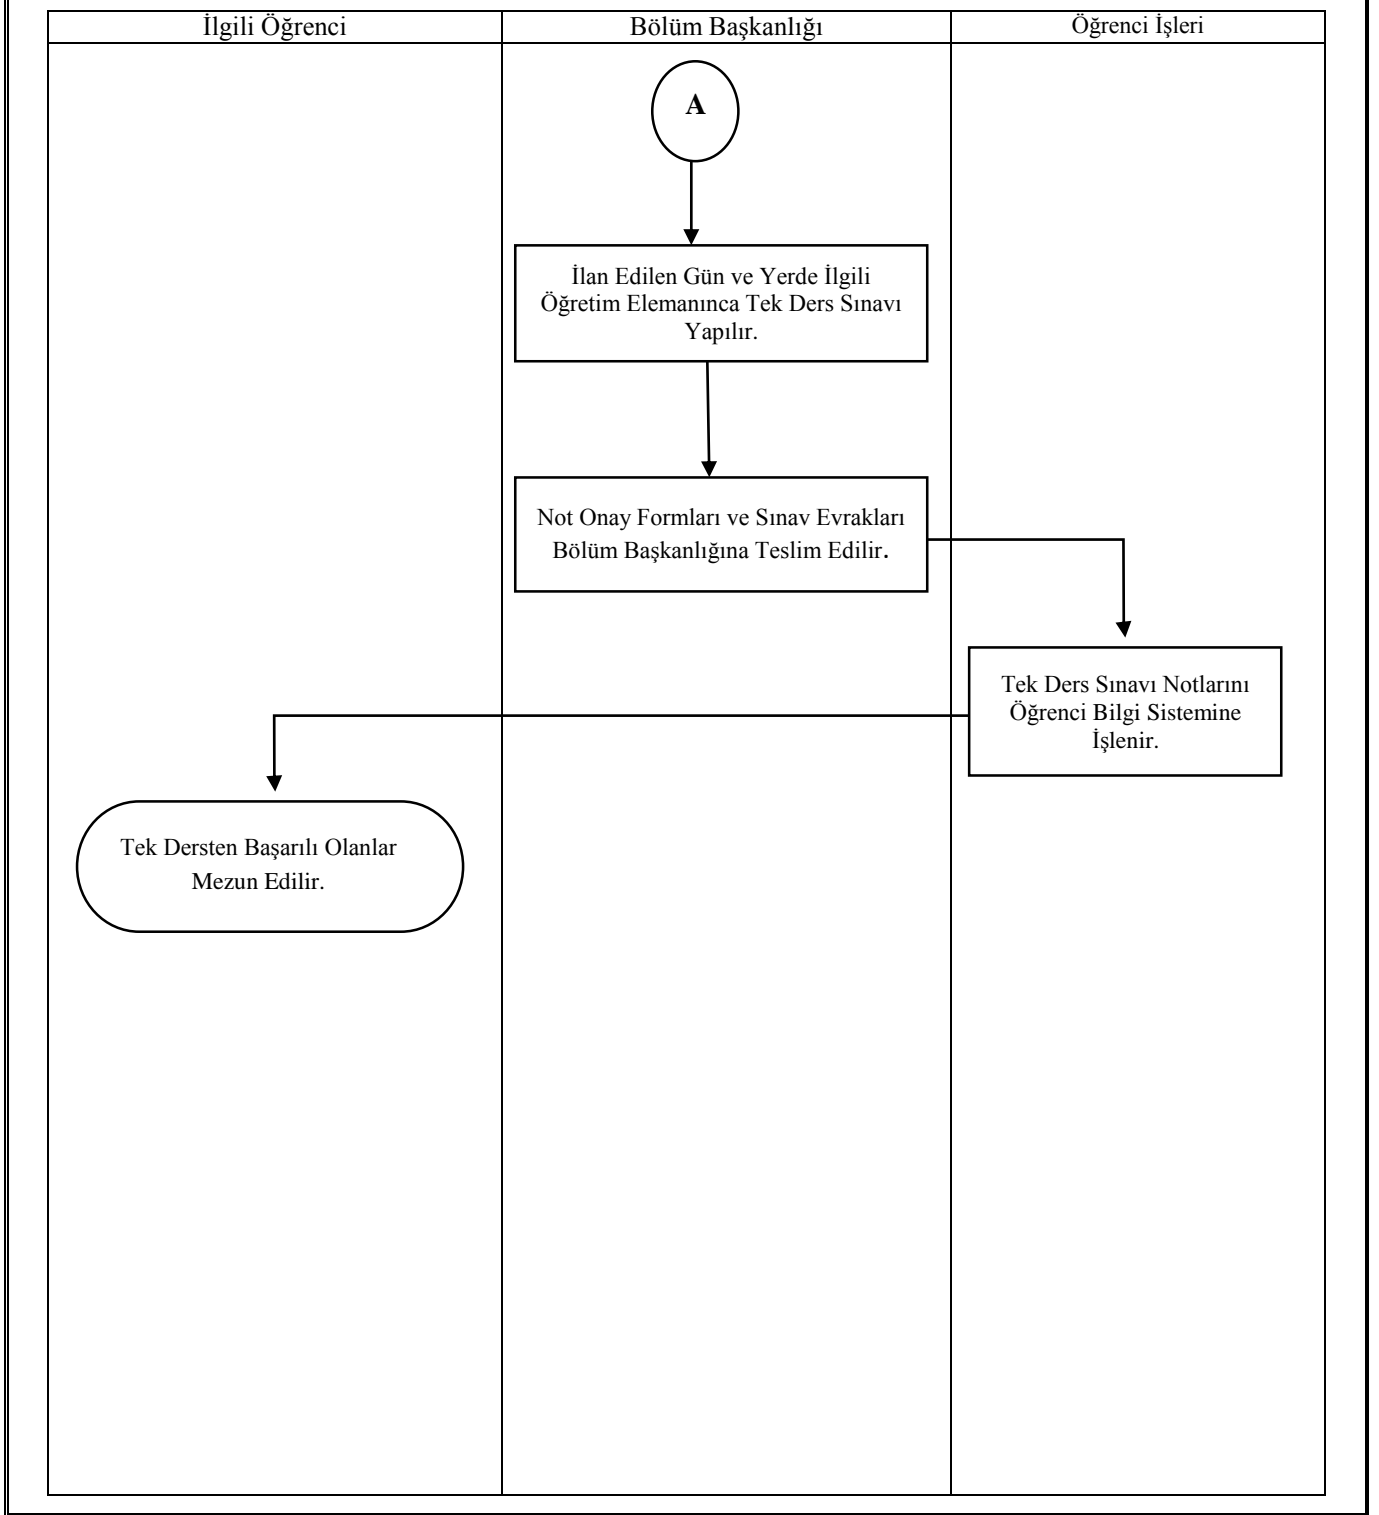 İlgili Öğrenci
Bölüm Başkanlığı
Öğrenci İşleri
A
İlan Edilen Gün ve Yerde İlgili
Öğretim Elemanınca Tek Ders Sınavı
Yapılır.
Not Onay Formları ve Sınav Evrakları
Bölüm Başkanlığına Teslim Edilir.
Tek Ders Sınavı Notlarını
Öğrenci Bilgi Sistemine
İşlenir.
Tek Dersten Başarılı Olanlar
Mezun Edilir.